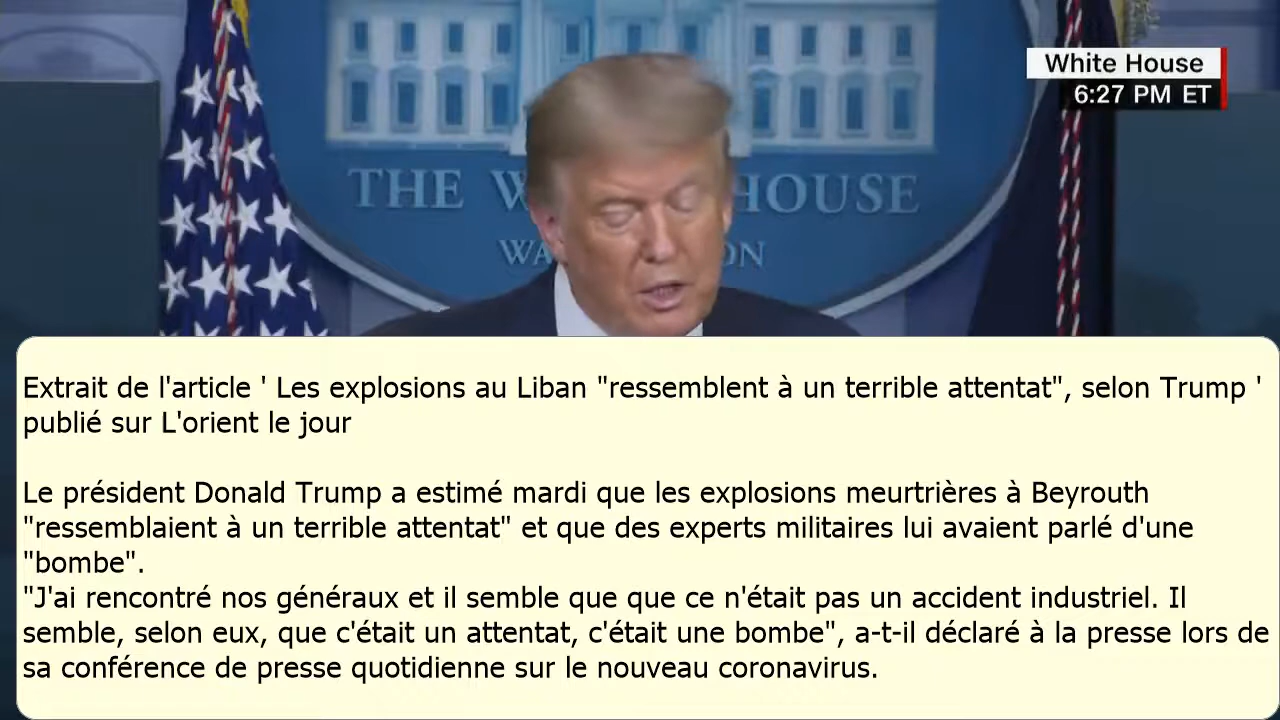 White House
6:27 PM ET
THE W HOUSE
WA ON
Extrait de l'article ' Les explosions au Liban "ressemblent à un terrible attentat", selon Trump '
publié sur L'orient le jour
Le président Donald Trump a estimé mardi que les explosions meurtrières à Beyrouth
"ressemblaient à un terrible attentat" et que des experts militaires lui avaient parlé d'une
"bombe".
"J'ai rencontré nos généraux et il semble que que ce n'était pas un accident industriel. Il
semble, selon eux, que c'était un attentat, c'était une bombe", a-t-il déclaré à la presse lors de
sa conférence de presse quotidienne sur le nouveau coronavirus.